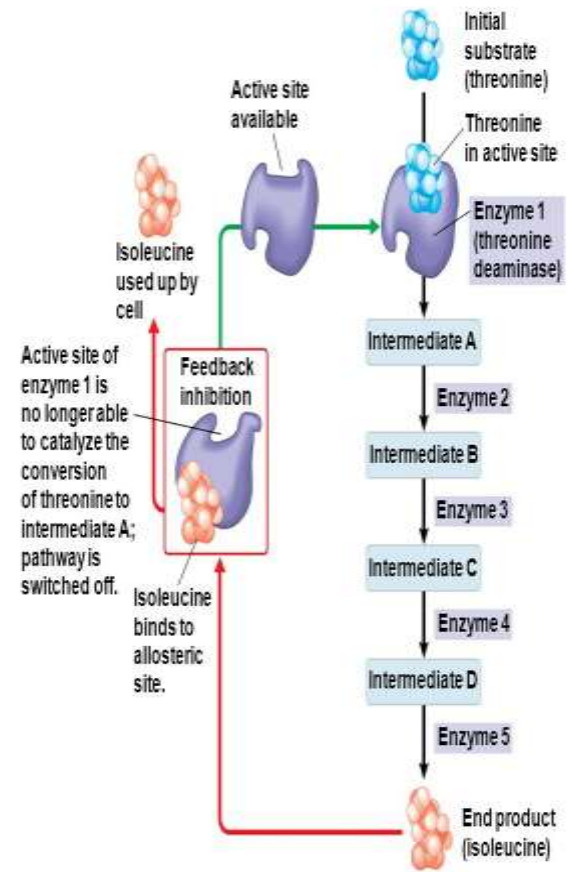 Initial
substrate
(threonine)
Active site
available
Threonine
in active site
Enzyme 1
(threonine
deaminase)
Isoleucine
used up by
cell
Intermediate A
Feedback
inhibition
Active site of
enzyme 1 is
no longer able
to catalyze the
conversion
of threonine to
intermediate A;
pathway is
switched off.
Enzyme 2
Intermediate B
Enzyme 3
Intermediate C
Isoleucine
binds to
allosteric
site.
Enzyme 4
Intermediate D
Enzyme 5
End product
(isoleucine)